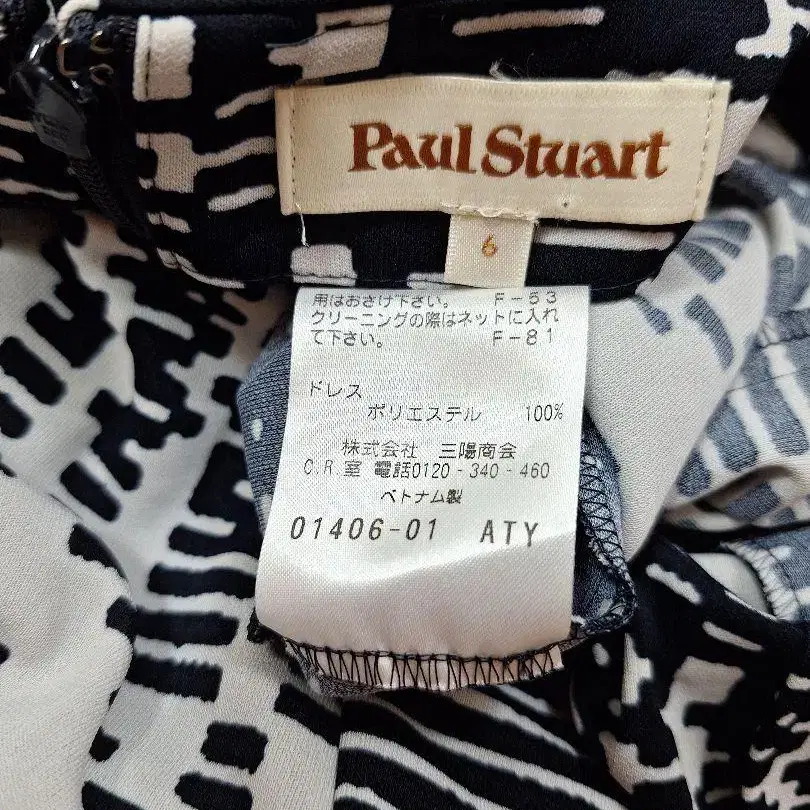 Paul Stuart
6
用はおさけ下さい。 F-53
クリーニングの際はネットに入れ
て下さい。 F-81
ドレス
ポリエステル 100%
株式会社 三陽商会
C.R室 電話0120-340-460
ベトナム製
01406-01 ATY